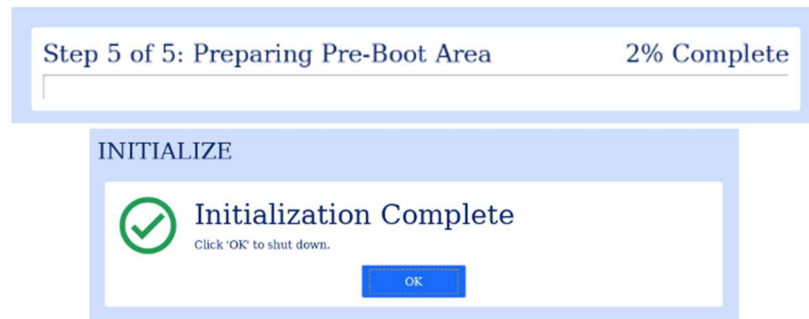 Step 5 of 5: Preparing Pre-Boot Area 2% Complete
INITIALIZE
Initialization Complete
Click 'OK' to shut down.
OK